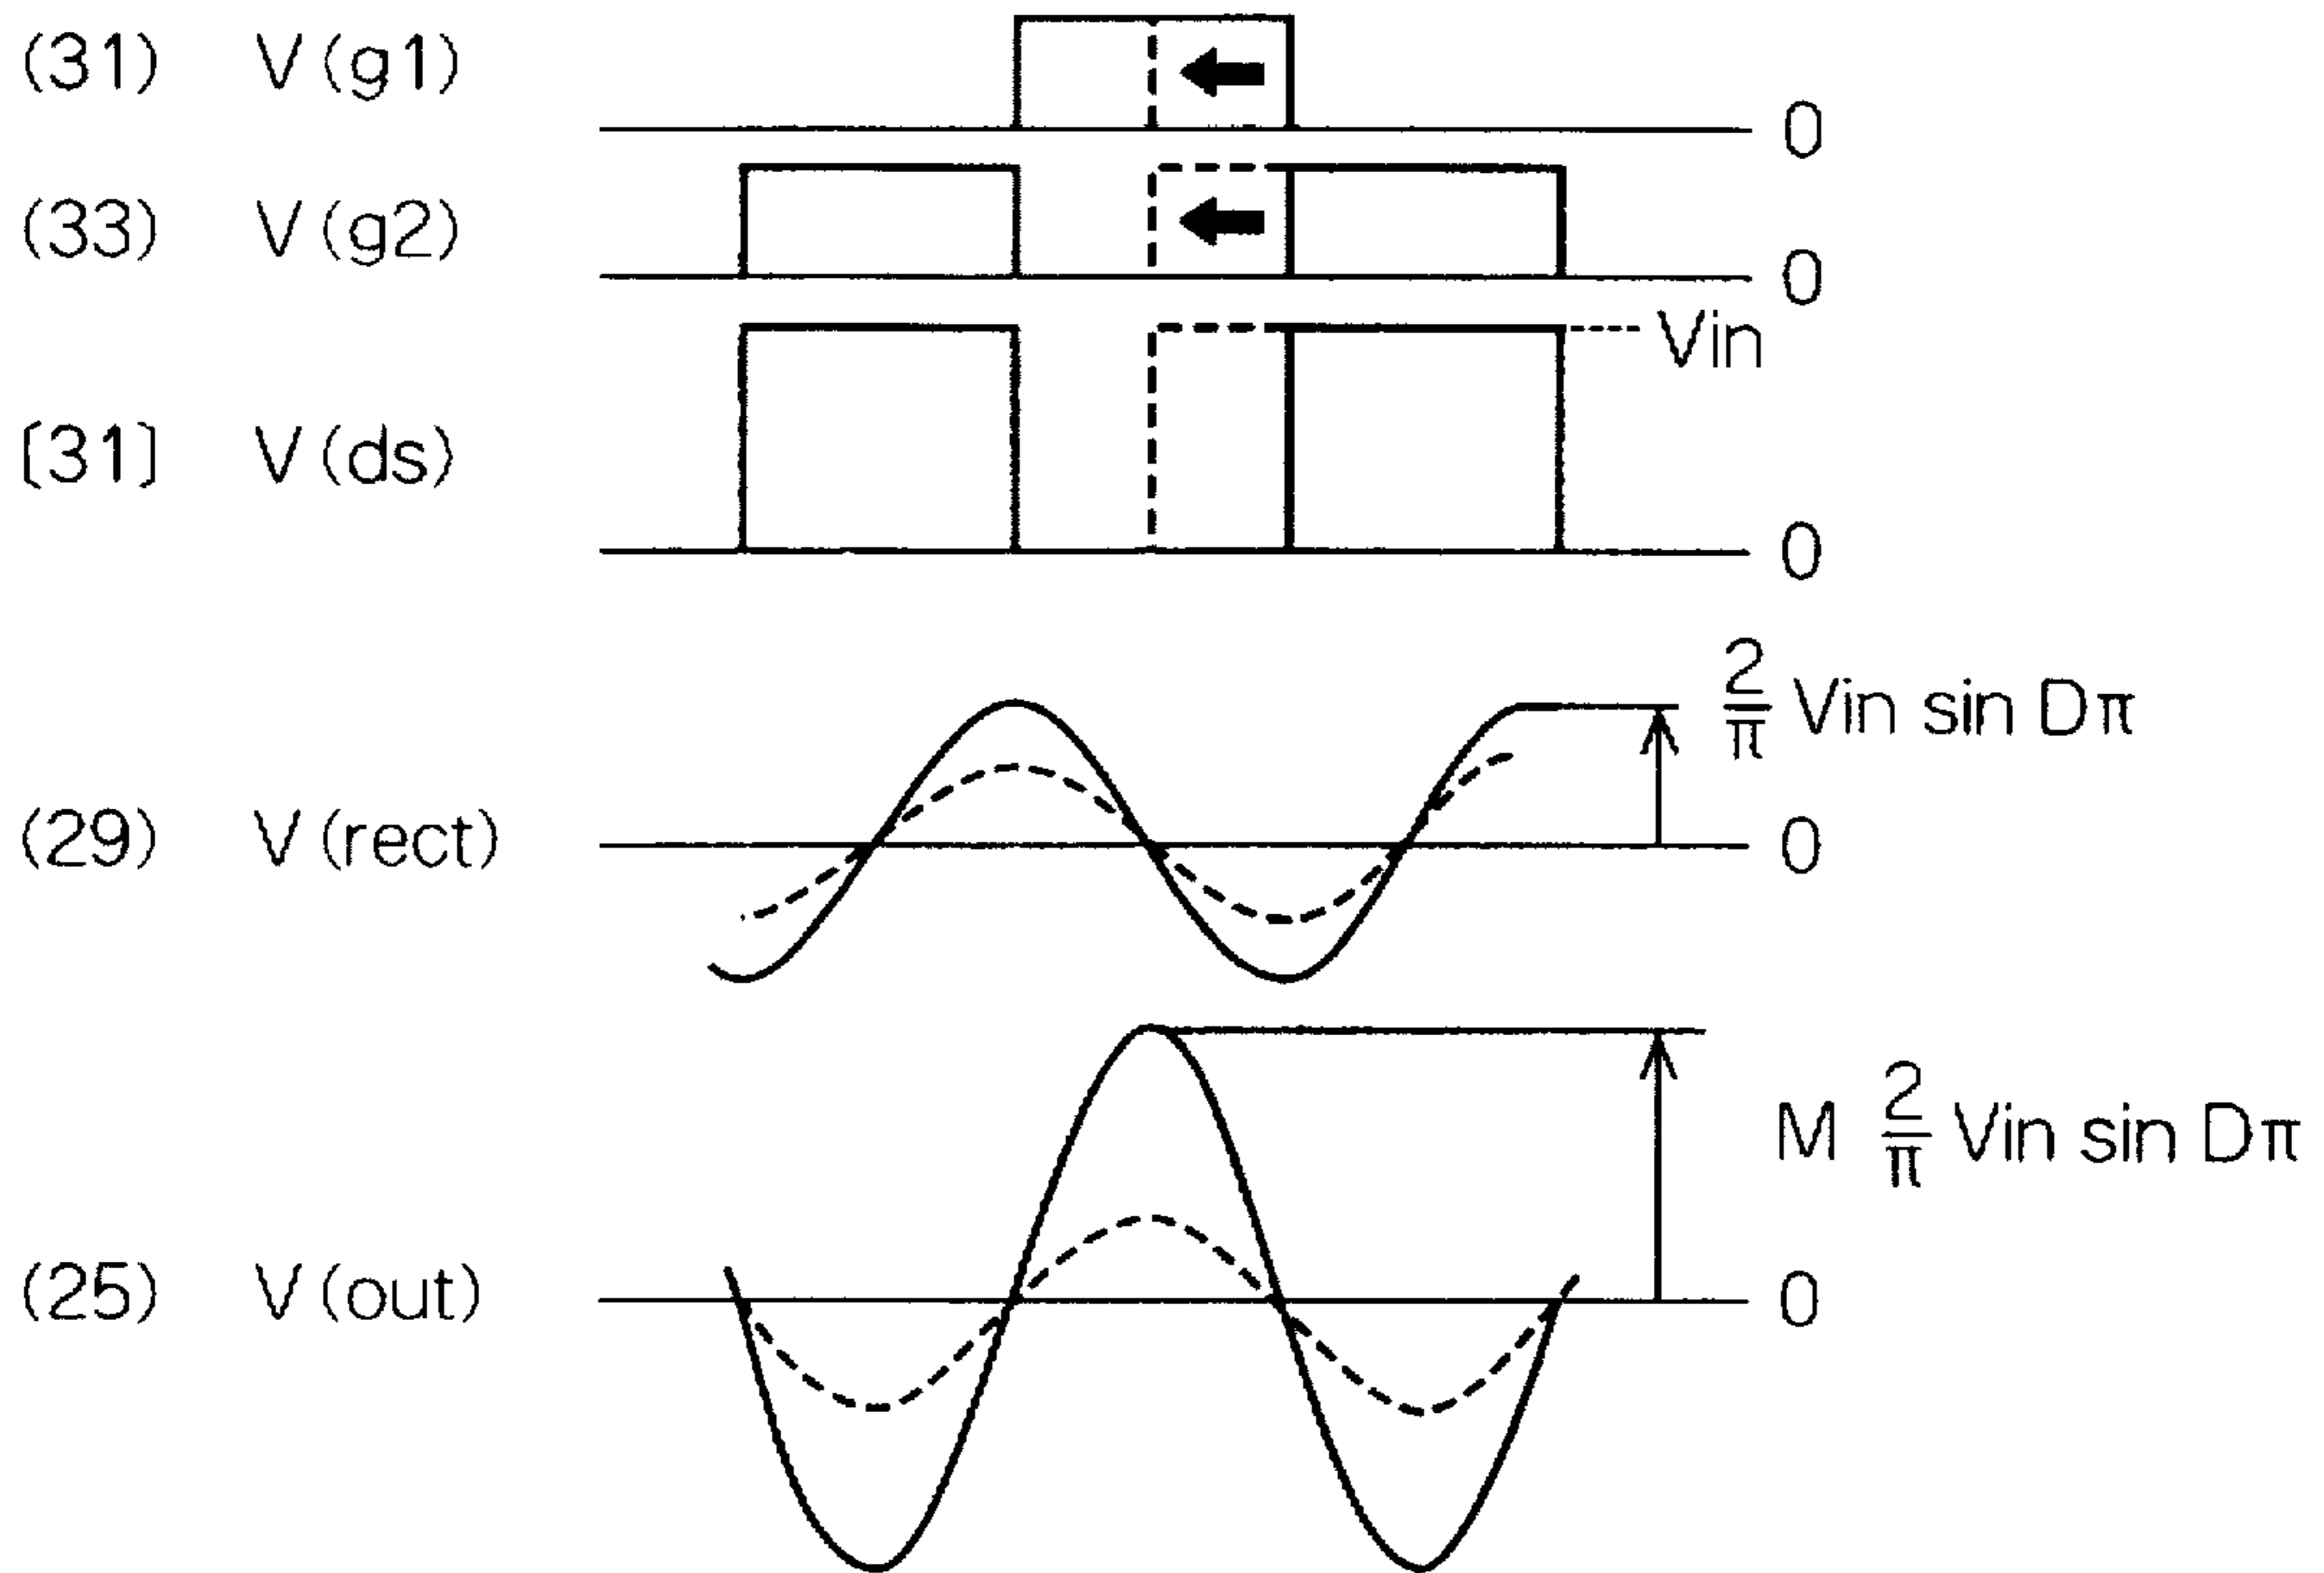 (31) V(g1) 0
(33) V(g2) 0
Vin
[31] V(ds) 0
2/π Vin sin Dπ
(29) V(rect) 0
M 2/π Vin sin Dπ
(25) V(out) 0